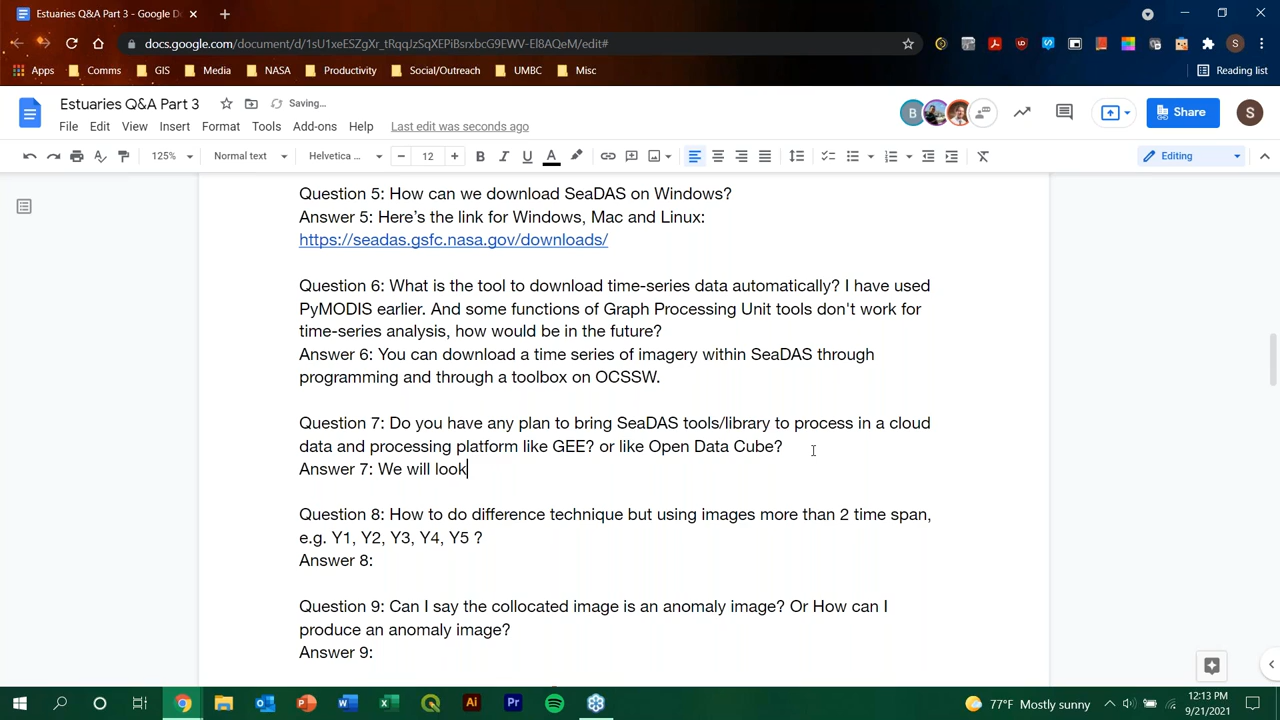 Estuaries Q&A Part 3 - Google D
docs.google.com/document/d/1sU1xeESZgXr_tRqqJzSqXEPiBsrxbcG9EWV-El8AQeM/edit#
Apps Comms GIS Media NASA Productivity Social/Outreach UMBC Misc Reading list
Estuaries Q&A Part 3 Saving...
File Edit View Insert Format Tools Add-ons Help Last edit was seconds ago
B Share S
125% Normal text Helvetica ... 12 Editing
Question 5: How can we download SeaDAS on Windows?
Answer 5: Here's the link for Windows, Mac and Linux:
https://seadas.gsfc.nasa.gov/downloads/
Question 6: What is the tool to download time-series data automatically? I have used
PyMODIS earlier. And some functions of Graph Processing Unit tools don't work for
time-series analysis, how would be in the future?
Answer 6: You can download a time series of imagery within SeaDAS through
programming and through a toolbox on OCSSW.
Question 7: Do you have any plan to bring SeaDAS tools/library to process in a cloud
data and processing platform like GEE? or like Open Data Cube?
Answer 7: We will look
Question 8: How to do difference technique but using images more than 2 time span,
e.g. Y1, Y2, Y3, Y4, Y5 ?
Answer 8:
Question 9: Can I say the collocated image is an anomaly image? Or How can I
produce an anomaly image?
Answer 9:
77°F Mostly sunny
12:13 PM
9/21/2021